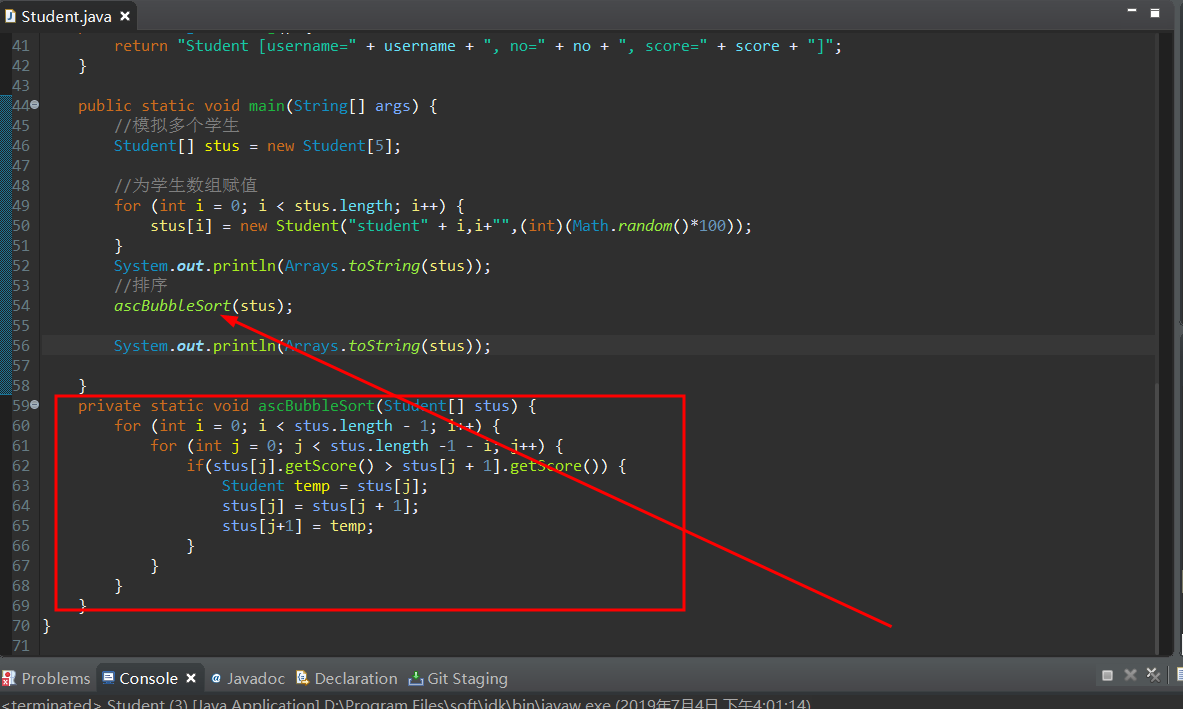 Student.java
41 return "Student [username=" + username + ", no=" + no + ", score=" + score + "]";
42 }
43
44 public static void main(String[] args) {
45 //模拟多个学生
46 Student[] stus = new Student[5];
47
48 //为学生数组赋值
49 for (int i = 0; i < stus.length; i++) {
50 stus[i] = new Student("student" + i,i+"",(int)(Math.random()*100));
51 }
52 System.out.println(Arrays.toString(stus));
53 //排序
54 ascBubbleSort(stus);
55
56 System.out.println(Arrays.toString(stus));
57
58 }
59 private static void ascBubbleSort(Student[] stus) {
60 for (int i = 0; i < stus.length - 1; i++) {
61 for (int j = 0; j < stus.length -1 - i; j++) {
62 if(stus[j].getScore() > stus[j + 1].getScore()) {
63 Student temp = stus[j];
64 stus[j] = stus[j + 1];
65 stus[j+1] = temp;
66 }
67 }
68 }
69 }
70 }
71
Problems Console Javadoc Declaration Git Staging
<terminated> Student (3) [Java Application] D:\Program Files\soft\jdk\bin\javaw.exe (2019年7月4日 下午4:01:14)